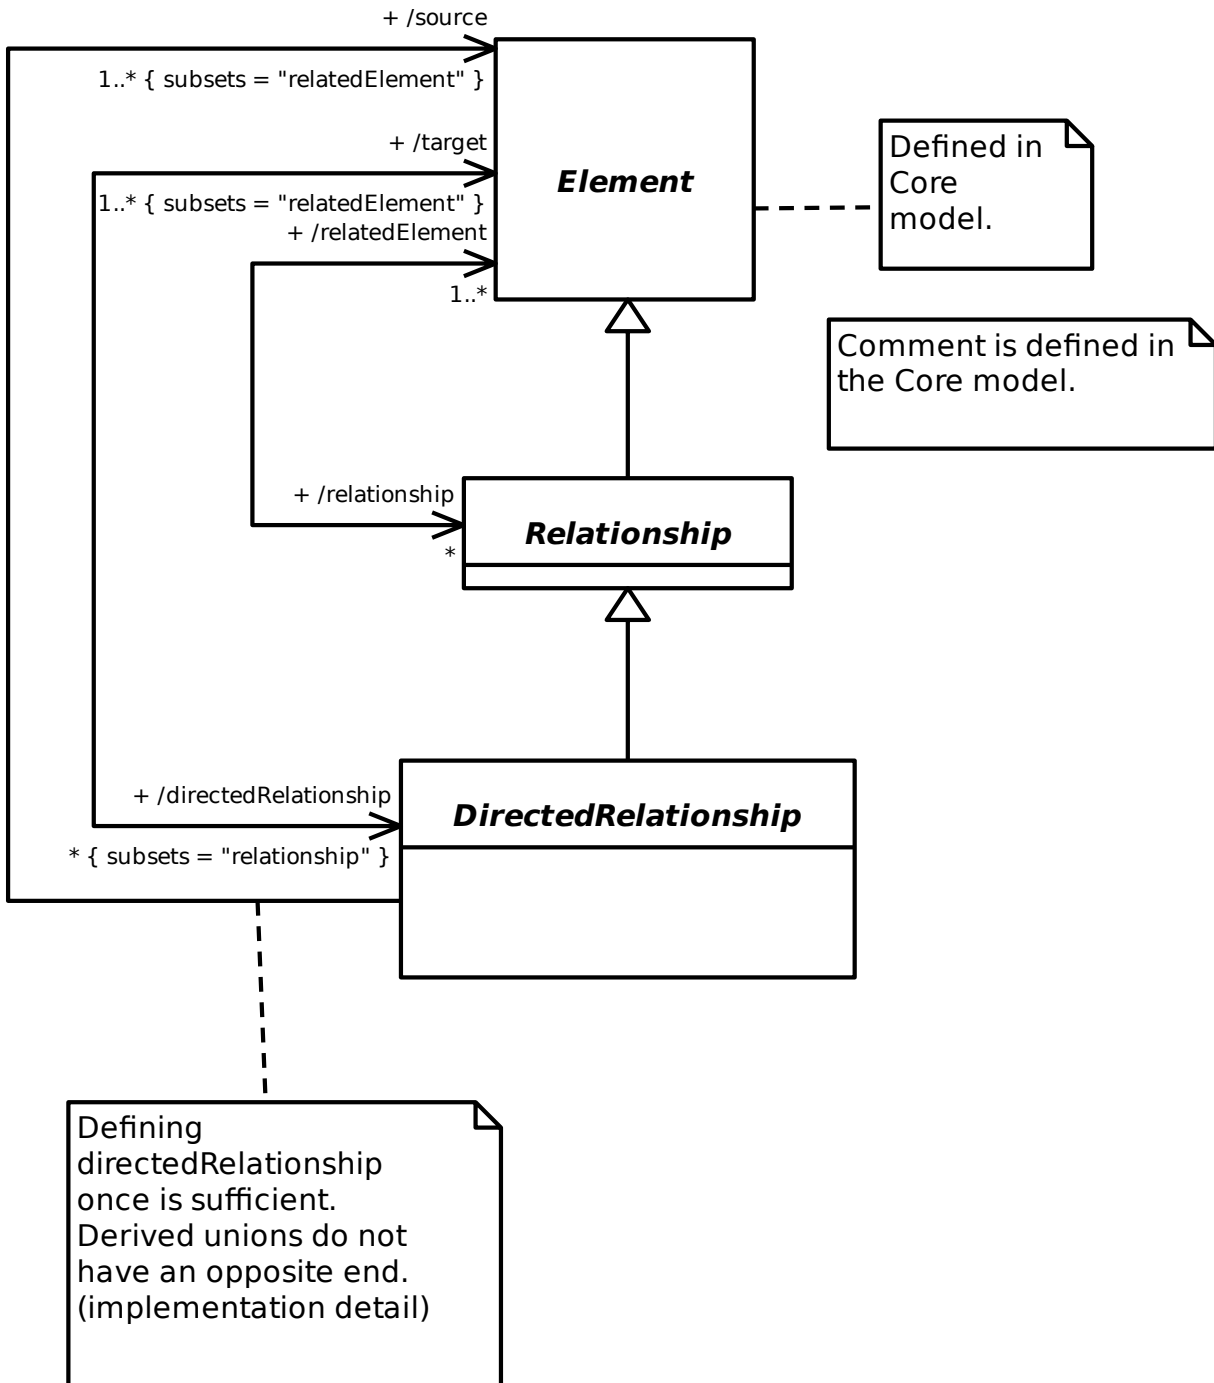 + /source
1..* { subsets = "relatedElement" }
+ /target
1..* { subsets = "relatedElement" }
+ /relatedElement
1..*
Element
Defined in
Core
model.
Comment is defined in
the Core model.
+ /relationship
*
Relationship
+ /directedRelationship
* { subsets = "relationship" }
DirectedRelationship
Defining
directedRelationship
once is sufficient.
Derived unions do not
have an opposite end.
(implementation detail)